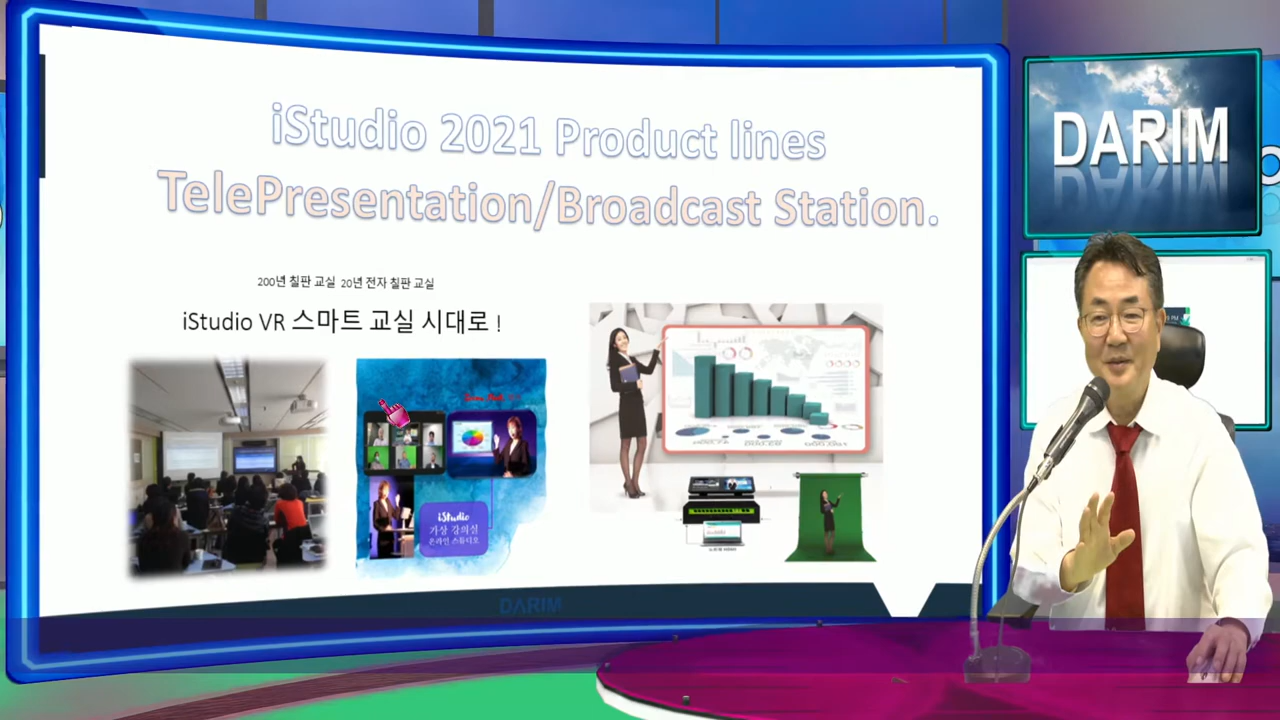 iStudio 2021 Product lines
TelePresentation/Broadcast Station.
DARIM
200년 칠판 교실 20년 전자 칠판 교실
iStudio VR 스마트 교실 시대로 !
iStudio
가상 강의실
온라인 스튜디오
DARIM